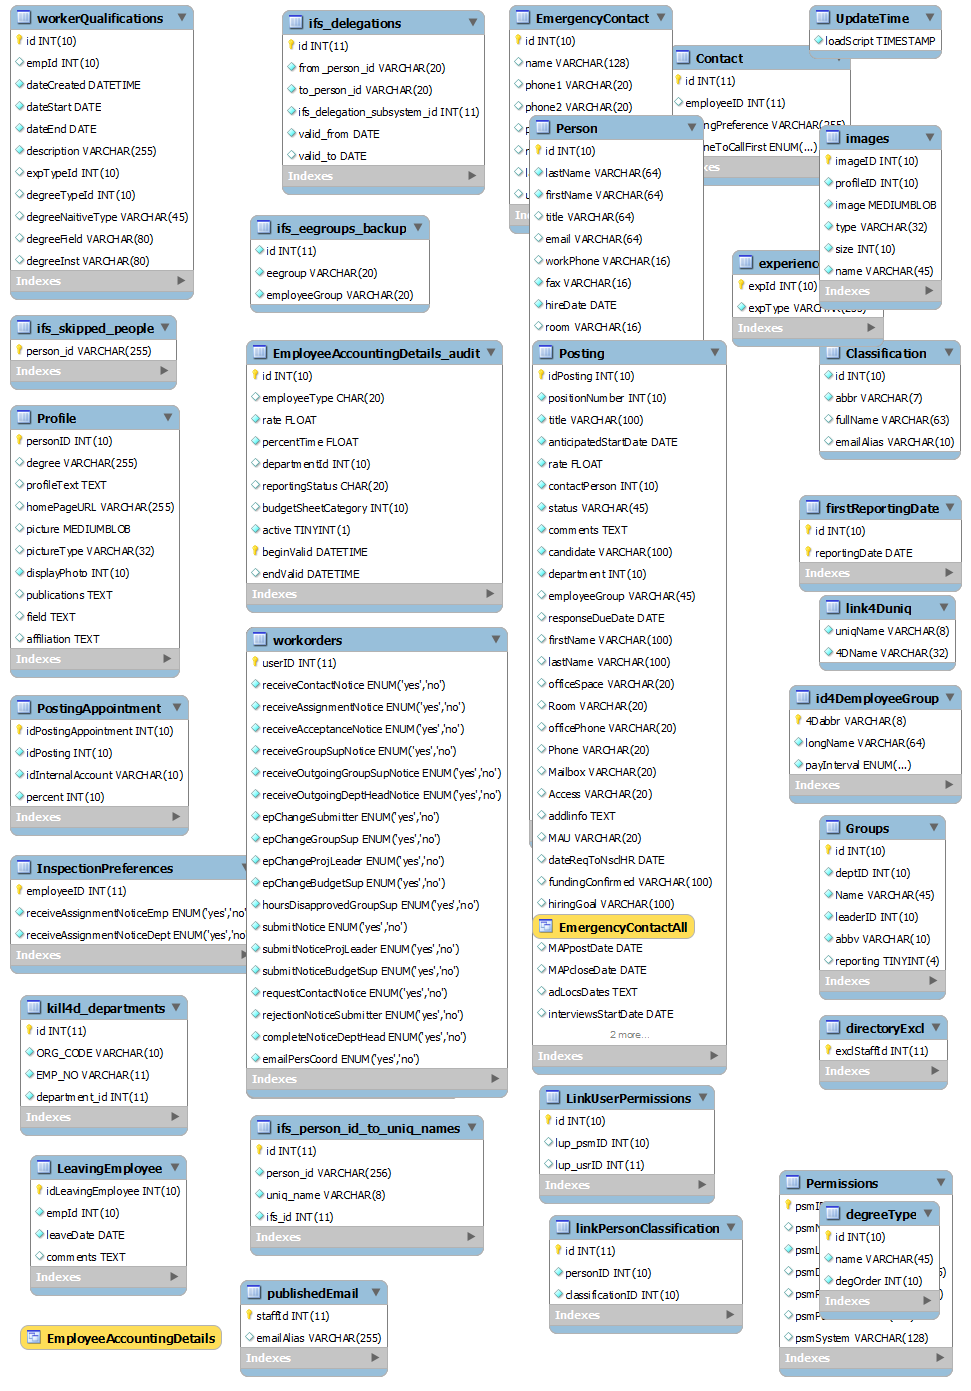 workerQualifications
id INT(10)
empId INT(10)
dateCreated DATETIME
dateStart DATE
dateEnd DATE
description VARCHAR(255)
expTypeId INT(10)
degreeTypeId INT(10)
degreeNaitiveType VARCHAR(45)
degreeField VARCHAR(80)
degreeInst VARCHAR(80)
Indexes
ifs_skipped_people
person_id VARCHAR(255)
Indexes
Profile
personID INT(10)
degree VARCHAR(255)
profileText TEXT
homePageURL VARCHAR(255)
picture MEDIUMBLOB
pictureType VARCHAR(32)
displayPhoto INT(10)
publications TEXT
field TEXT
affiliation TEXT
Indexes
PostingAppointment
idPostingAppointment INT(10)
idPosting INT(10)
idInternalAccount VARCHAR(10)
percent INT(10)
Indexes
InspectionPreferences
employeeID INT(11)
receiveAssignmentNoticeEmp ENUM('yes','no'
receiveAssignmentNoticeDept ENUM('yes','no
Indexes
kill4d_departments
id INT(11)
ORG_CODE VARCHAR(10)
EMP_NO VARCHAR(11)
department_id INT(11)
Indexes
LeavingEmployee
idLeavingEmployee INT(10)
empId INT(10)
leaveDate DATE
comments TEXT
Indexes
EmployeeAccountingDetails
ifs_delegations
id INT(11)
from_person_id VARCHAR(20)
to_person_id VARCHAR(20)
ifs_delegation_subsystem_id INT(11)
valid_from DATE
valid_to DATE
Indexes
ifs_eegroups_backup
id INT(11)
eegroup VARCHAR(20)
employeeGroup VARCHAR(20)
EmployeeAccountingDetails_audit
id INT(10)
employeeType CHAR(20)
rate FLOAT
percentTime FLOAT
departmentId INT(10)
reportingStatus CHAR(20)
budgetSheetCategory INT(10)
active TINYINT(1)
beginValid DATETIME
endValid DATETIME
Indexes
workorders
userID INT(11)
receiveContactNotice ENUM('yes','no')
receiveAssignmentNotice ENUM('yes','no')
receiveAcceptanceNotice ENUM('yes','no')
receiveGroupSupNotice ENUM('yes','no')
receiveOutgoingGroupSupNotice ENUM('yes','no')
receiveOutgoingDeptHeadNotice ENUM('yes','no')
epChangeSubmitter ENUM('yes','no')
epChangeGroupSup ENUM('yes','no')
epChangeProjLeader ENUM('yes','no')
epChangeBudgetSup ENUM('yes','no')
hoursDisapprovedGroupSup ENUM('yes','no')
submitNotice ENUM('yes','no')
submitNoticeProjLeader ENUM('yes','no')
submitNoticeBudgetSup ENUM('yes','no')
requestContactNotice ENUM('yes','no')
rejectionNoticeSubmitter ENUM('yes','no')
completeNoticeDeptHead ENUM('yes','no')
emailPersCoord ENUM('yes','no')
Indexes
ifs_person_id_to_uniq_names
id INT(11)
person_id VARCHAR(256)
uniq_name VARCHAR(8)
ifs_id INT(11)
Indexes
publishedEmail
staffId INT(11)
emailAlias VARCHAR(255)
Indexes
EmergencyContact
id INT(10)
name VARCHAR(128)
phone1 VARCHAR(20)
phone2 VARCHAR(20)
Person
id INT(10)
lastName VARCHAR(64)
firstName VARCHAR(64)
title VARCHAR(64)
email VARCHAR(64)
workPhone VARCHAR(16)
fax VARCHAR(16)
hireDate DATE
room VARCHAR(16)
Posting
idPosting INT(10)
positionNumber INT(10)
title VARCHAR(100)
anticipatedStartDate DATE
rate FLOAT
contactPerson INT(10)
status VARCHAR(45)
comments TEXT
candidate VARCHAR(100)
department INT(10)
employeeGroup VARCHAR(45)
responseDueDate DATE
firstName VARCHAR(100)
lastName VARCHAR(100)
officeSpace VARCHAR(20)
Room VARCHAR(20)
officePhone VARCHAR(20)
Phone VARCHAR(20)
Mailbox VARCHAR(20)
Access VARCHAR(20)
addlinfo TEXT
MAU VARCHAR(20)
dateReqToNsclHR DATE
fundingConfirmed VARCHAR(100)
hiringGoal VARCHAR(100)
EmergencyContactAll
MAPpostDate DATE
MAPcloseDate DATE
adLocsDates TEXT
interviewsStartDate DATE
2 more...
Indexes
LinkUserPermissions
id INT(10)
lup_psmID INT(10)
lup_usrID INT(11)
Indexes
linkPersonClassification
id INT(11)
personID INT(10)
classificationID INT(10)
Indexes
Contact
id INT(11)
employeeID INT(11)
ngPreference VARCHAR(255)
neToCallFirst ENUM(...)
exes
UpdateTime
loadScript TIMESTAMP
images
imageID INT(10)
profileID INT(10)
image MEDIUMBLOB
type VARCHAR(32)
size INT(10)
name VARCHAR(45)
Indexes
experienc
expId INT(10)
expType VARCHAR(255)
Indexes
Classification
id INT(10)
abbr VARCHAR(7)
fullName VARCHAR(63)
emailAlias VARCHAR(10)
firstReportingDate
id INT(10)
reportingDate DATE
Indexes
link4Duniq
uniqName VARCHAR(8)
4DName VARCHAR(32)
id4DemployeeGroup
4Dabbr VARCHAR(8)
longName VARCHAR(64)
payInterval ENUM(...)
Indexes
Groups
id INT(10)
deptID INT(10)
Name VARCHAR(45)
leaderID INT(10)
abbv VARCHAR(10)
reporting TINYINT(4)
Indexes
directoryExcl
exclStaffId INT(11)
Indexes
Permissions
psmSystem VARCHAR(128)
Indexes
degreeType
id INT(10)
name VARCHAR(45)
degOrder INT(10)
Indexes